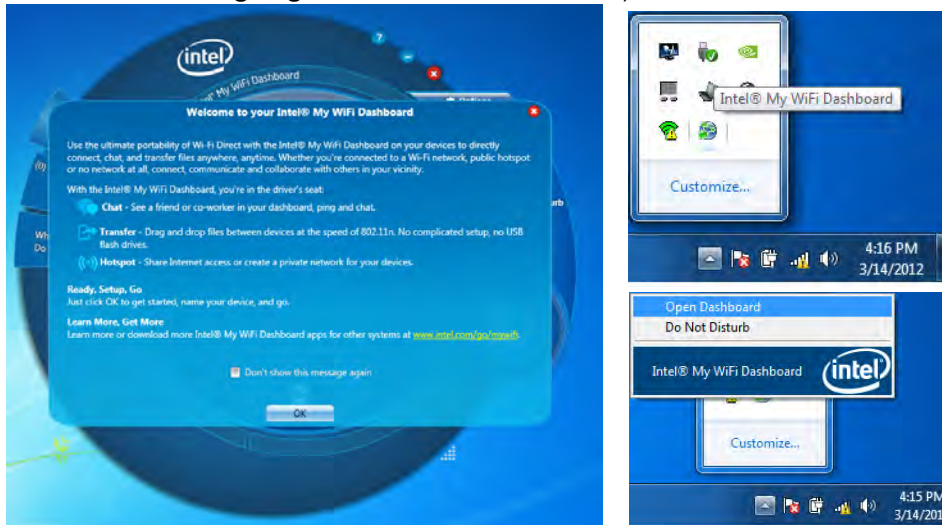 intel
My WiFi Dashboard
?
Options
Welcome to your Intel® My WiFi Dashboard
Use the ultimate portability of Wi-Fi Direct with the Intel® My WiFi Dashboard on your devices to directly
connect, chat, and transfer files anywhere, anytime. Whether you're connected to a Wi-Fi network, public hotspot
or no network at all, connect, communicate and collaborate with others in your vicinity.
With the Intel® My WiFi Dashboard, you're in the driver's seat:
Chat - See a friend or co-worker in your dashboard, ping and chat.
Transfer - Drag and drop files between devices at the speed of 802.11n. No complicated setup, no USB
flash drives.
Hotspot - Share Internet access or create a private network for your devices.
Ready, Setup, Go
Just click OK to get started, name your device, and go.
Learn More, Get More
Learn more or download more Intel® My WiFi Dashboard apps for other systems at www.intel.com/go/mywifi.
Don't show this message again
OK
(0)
Wh
Do
urb
Intel® My WiFi Dashboard
Customize...
4:16 PM
3/14/2012
Open Dashboard
Do Not Disturb
Intel® My WiFi Dashboard
intel
Customize...
4:15 PM
3/14/201